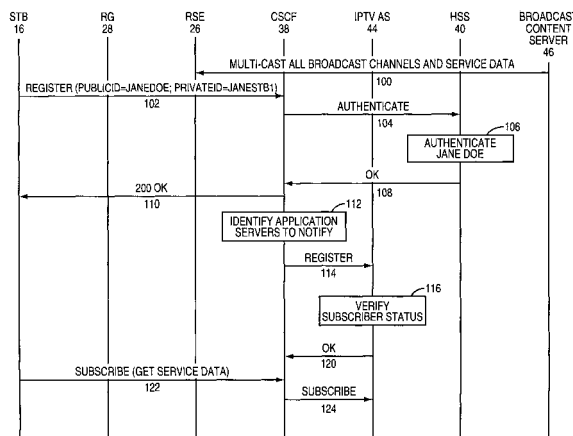 STB
16
RG
28
RSE
26
CSCF
38
IPTV AS
44
HSS
40
BROADCAST
CONTENT
SERVER
46
MULTI-CAST ALL BROADCAST CHANNELS AND SERVICE DATA
100
REGISTER (PUBLICID=JANEDOE; PRIVATEID=JANESTB1)
102
AUTHENTICATE
104
106
AUTHENTICATE
JANE DOE
OK
108
200 OK
110
112
IDENTIFY APPLICATION
SERVERS TO NOTIFY
REGISTER
114
116
VERIFY
SUBSCRIBER STATUS
OK
120
SUBSCRIBE (GET SERVICE DATA)
122
SUBSCRIBE
124